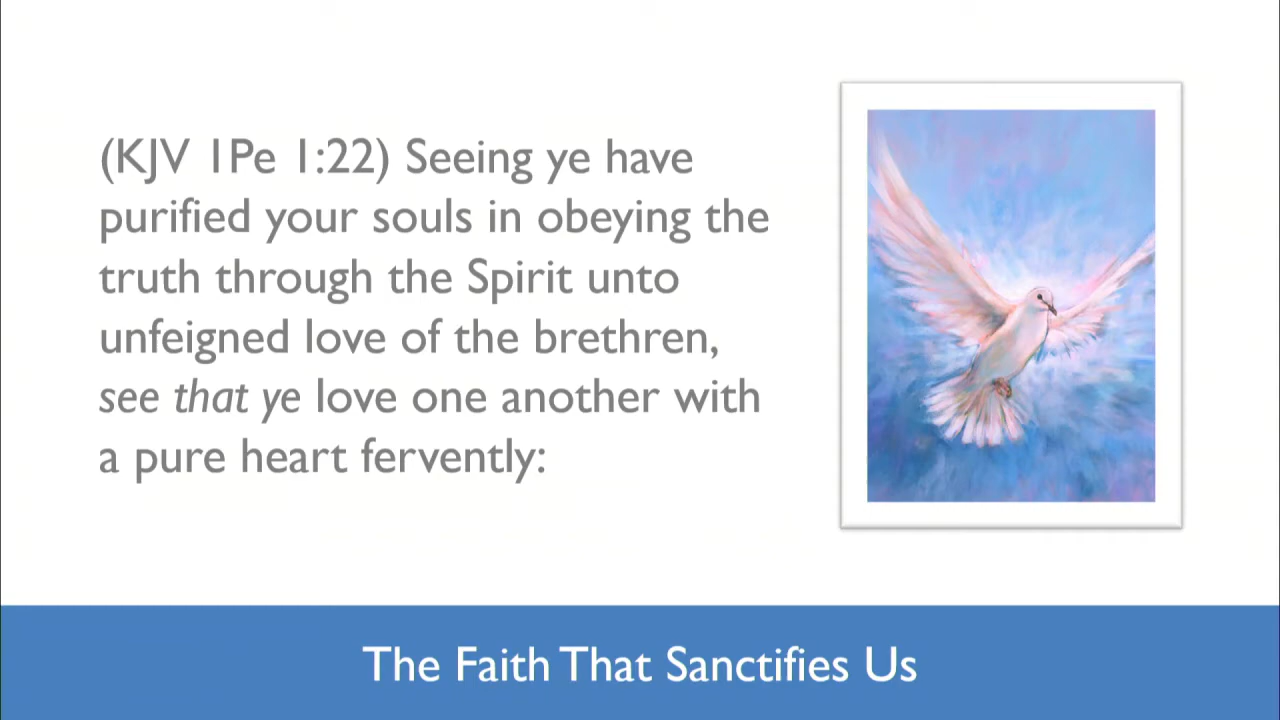 (KJV 1Pe 1:22) Seeing ye have
purified your souls in obeying the
truth through the Spirit unto
unfeigned love of the brethren,
see that ye love one another with
a pure heart fervently:
The Faith That Sanctifies Us